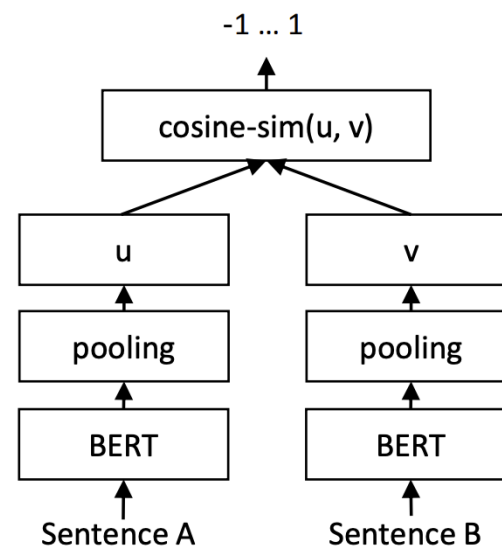 -1 … 1
cosine-sim(u, v)
u
v
pooling
pooling
BERT
BERT
Sentence A
Sentence B